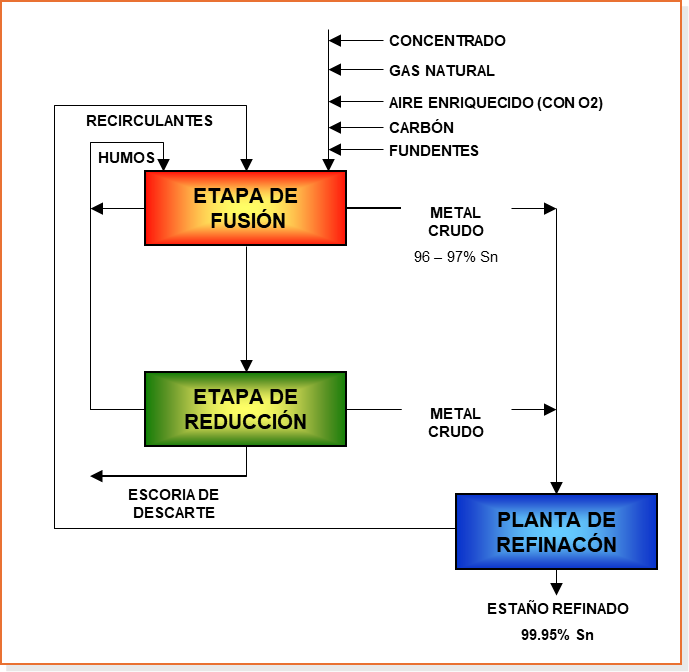 CONCENTRADO
GAS NATURAL
AIRE ENRIQUECIDO (CON O2)
CARBÓN
FUNDENTES
RECIRCULANTES
HUMOS
ETAPA DE
FUSIÓN
METAL
CRUDO
96 – 97% Sn
ETAPA DE
REDUCCIÓN
METAL
CRUDO
ESCORIA DE
DESCARTE
PLANTA DE
REFINACÓN
ESTAÑO REFINADO
99.95% Sn